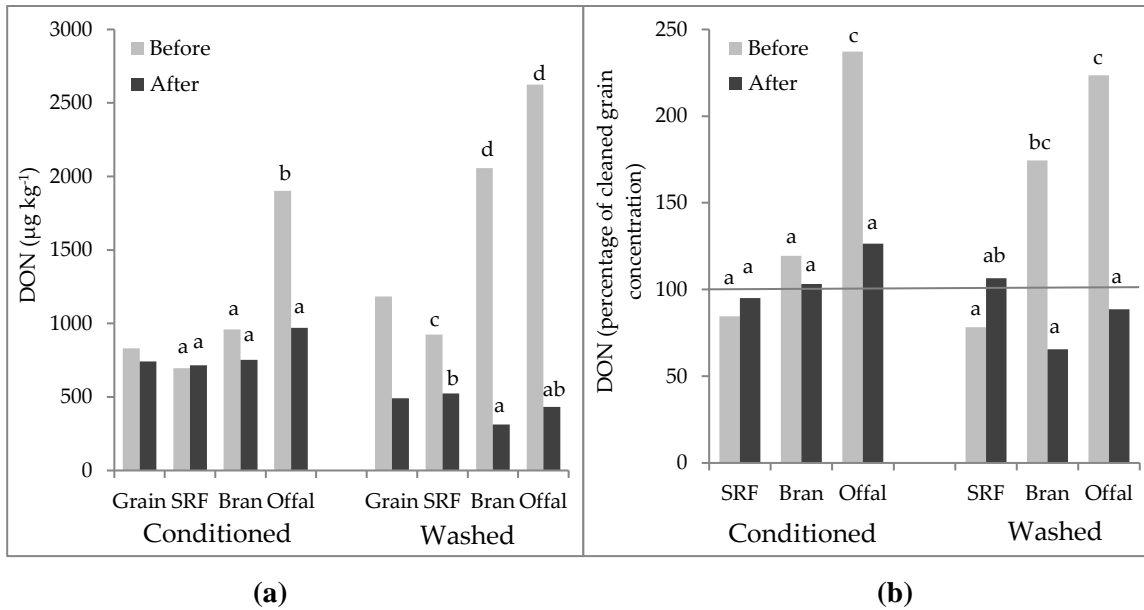 3000
2500
2000
1500
1000
500
0
DON (µg kg⁻¹)
Before
After
a a
a
a
b
a
c
b
d
a
d
ab
Grain SRF Bran Offal
Grain SRF Bran Offal
Conditioned
Washed
(a)
250
200
150
100
50
0
DON (percentage of cleaned grain
concentration)
Before
After
a
a
a
a
c
a
a
ab
bc
a
c
a
SRF Bran Offal
SRF Bran Offal
Conditioned
Washed
(b)